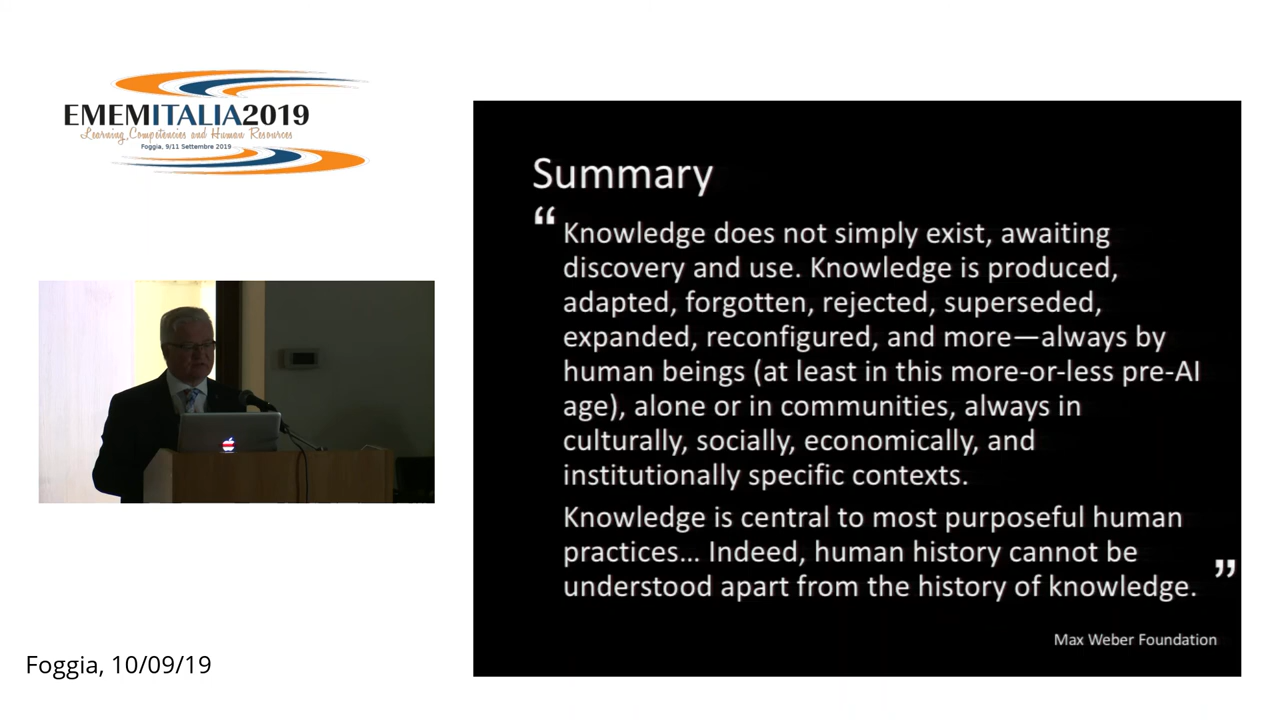 EMEMITALIA2019
Learning, Competencies and Human Resources
Foggia, 9/11 Settembre 2019
Summary
“ Knowledge does not simply exist, awaiting
discovery and use. Knowledge is produced,
adapted, forgotten, rejected, superseded,
expanded, reconfigured, and more—always by
human beings (at least in this more-or-less pre-AI
age), alone or in communities, always in
culturally, socially, economically, and
institutionally specific contexts.
Knowledge is central to most purposeful human
practices... Indeed, human history cannot be
understood apart from the history of knowledge. ”
Max Weber Foundation
Foggia, 10/09/19